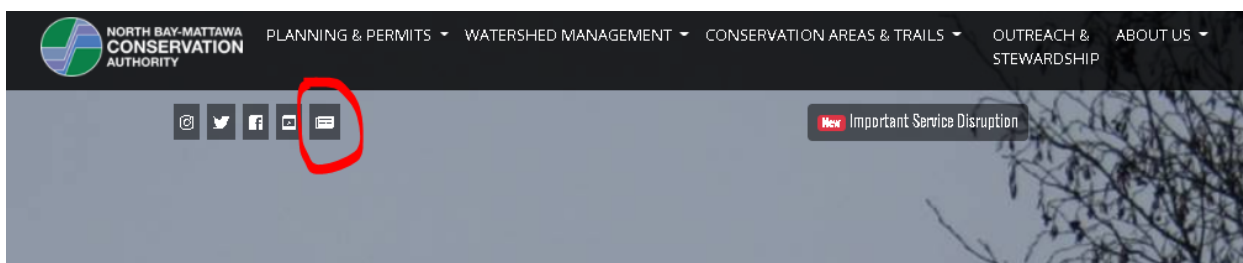 NORTH BAY-MATTAWA
CONSERVATION
AUTHORITY
PLANNING & PERMITS
WATERSHED MANAGEMENT
CONSERVATION AREAS & TRAILS
OUTREACH &
STEWARDSHIP
ABOUT US
New Important Service Disruption